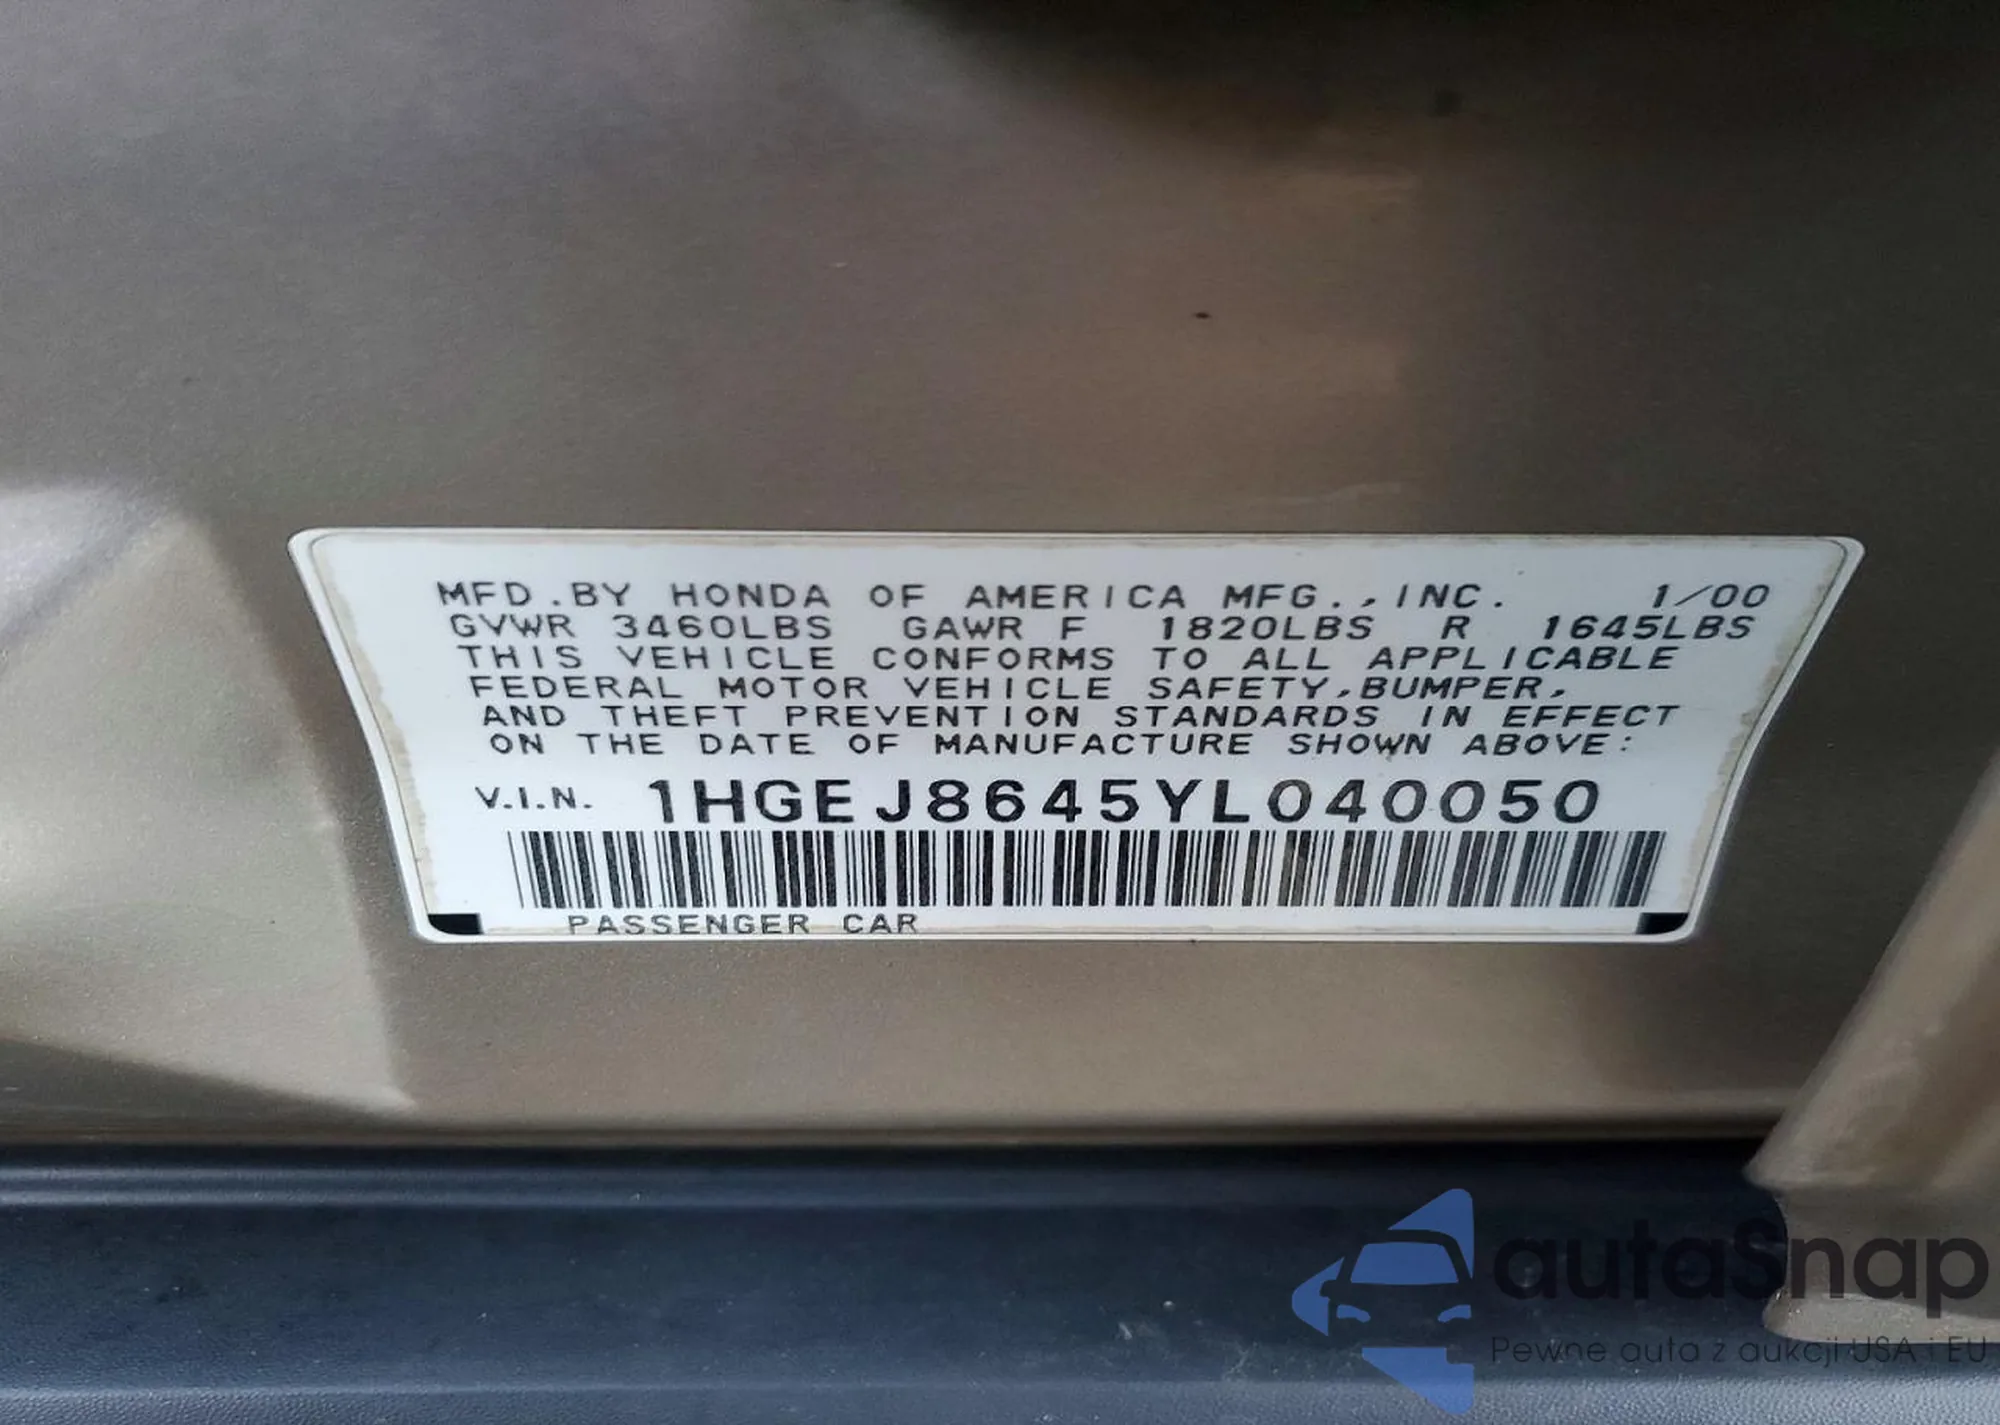 MFD.BY HONDA OF AMERICA MFG.,INC. 1/00
GVWR 3460LBS GAWR F 1820LBS R 1645LBS
THIS VEHICLE CONFORMS TO ALL APPLICABLE
FEDERAL MOTOR VEHICLE SAFETY,BUMPER,
AND THEFT PREVENTION STANDARDS IN EFFECT
ON THE DATE OF MANUFACTURE SHOWN ABOVE:
V.I.N. 1HGEJ8645YL040050
PASSENGER CAR
autaSnap
Pewne auta z aukcji USA i EU